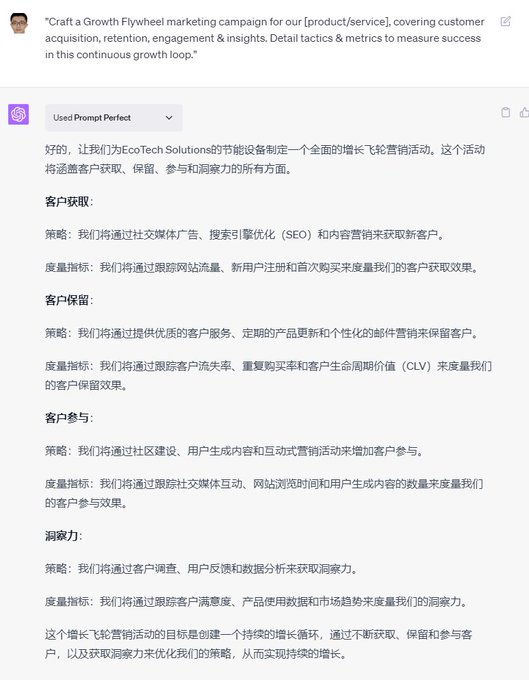 "Craft a Growth Flywheel marketing campaign for our [product/service], covering customer
acquisition, retention, engagement & insights. Detail tactics & metrics to measure success
in this continuous growth loop."
Used Prompt Perfect
好的，让我们为EcoTech Solutions的节能设备制定一个全面的增长飞轮营销活动。这个活动
将涵盖客户获取、保留、参与和洞察力的所有方面。
客户获取：
策略：我们将通过社交媒体广告、搜索引擎优化（SEO）和内容营销来获取新客户。
度量指标：我们将通过跟踪网站流量、新用户注册和首次购买来度量我们的客户获取效果。
客户保留：
策略：我们将通过提供优质的客户服务、定期的产品更新和个性化的邮件营销来保留客户。
度量指标：我们将通过跟踪客户流失率、重复购买率和客户生命周期价值（CLV）来度量我们
的客户保留效果。
客户参与：
策略：我们将通过社区建设、用户生成内容和互动式营销活动来增加客户参与。
度量指标：我们将通过跟踪社交媒体互动、网站浏览时间和用户生成内容的数量来度量我们
的客户参与效果。
洞察力：
策略：我们将通过客户调查、用户反馈和数据分析来获取洞察力。
度量指标：我们将通过跟踪客户满意度、产品使用数据和市场趋势来度量我们的洞察力。
这个增长飞轮营销活动的目标是创建一个持续的增长循环，通过不断获取、保留和参与客
户，以及获取洞察力来优化我们的策略，从而实现持续的增长。